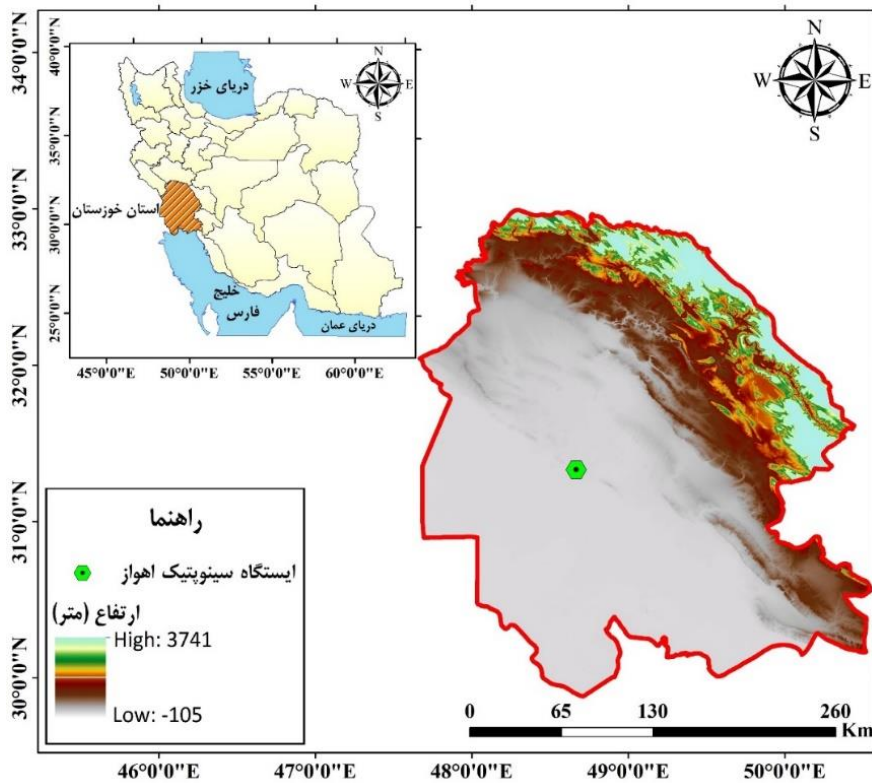 N
W
E
S
دریای خزر
استان خوزستان
خلیج
فارس
دریای عمان
40°0'0"N
35°0'0"N
30°0'0"N
25°0'0"N
45°0'0"E
50°0'0"E
55°0'0"E
60°0'0"E
N
W
E
S
34°0'0"N
33°0'0"N
32°0'0"N
31°0'0"N
30°0'0"N
راهنما
ایستگاه سینوپتیک اهواز
ارتفاع (متر)
High: 3741
Low: -105
0
65
130
260
Km
46°0'0"E
47°0'0"E
48°0'0"E
49°0'0"E
50°0'0"E